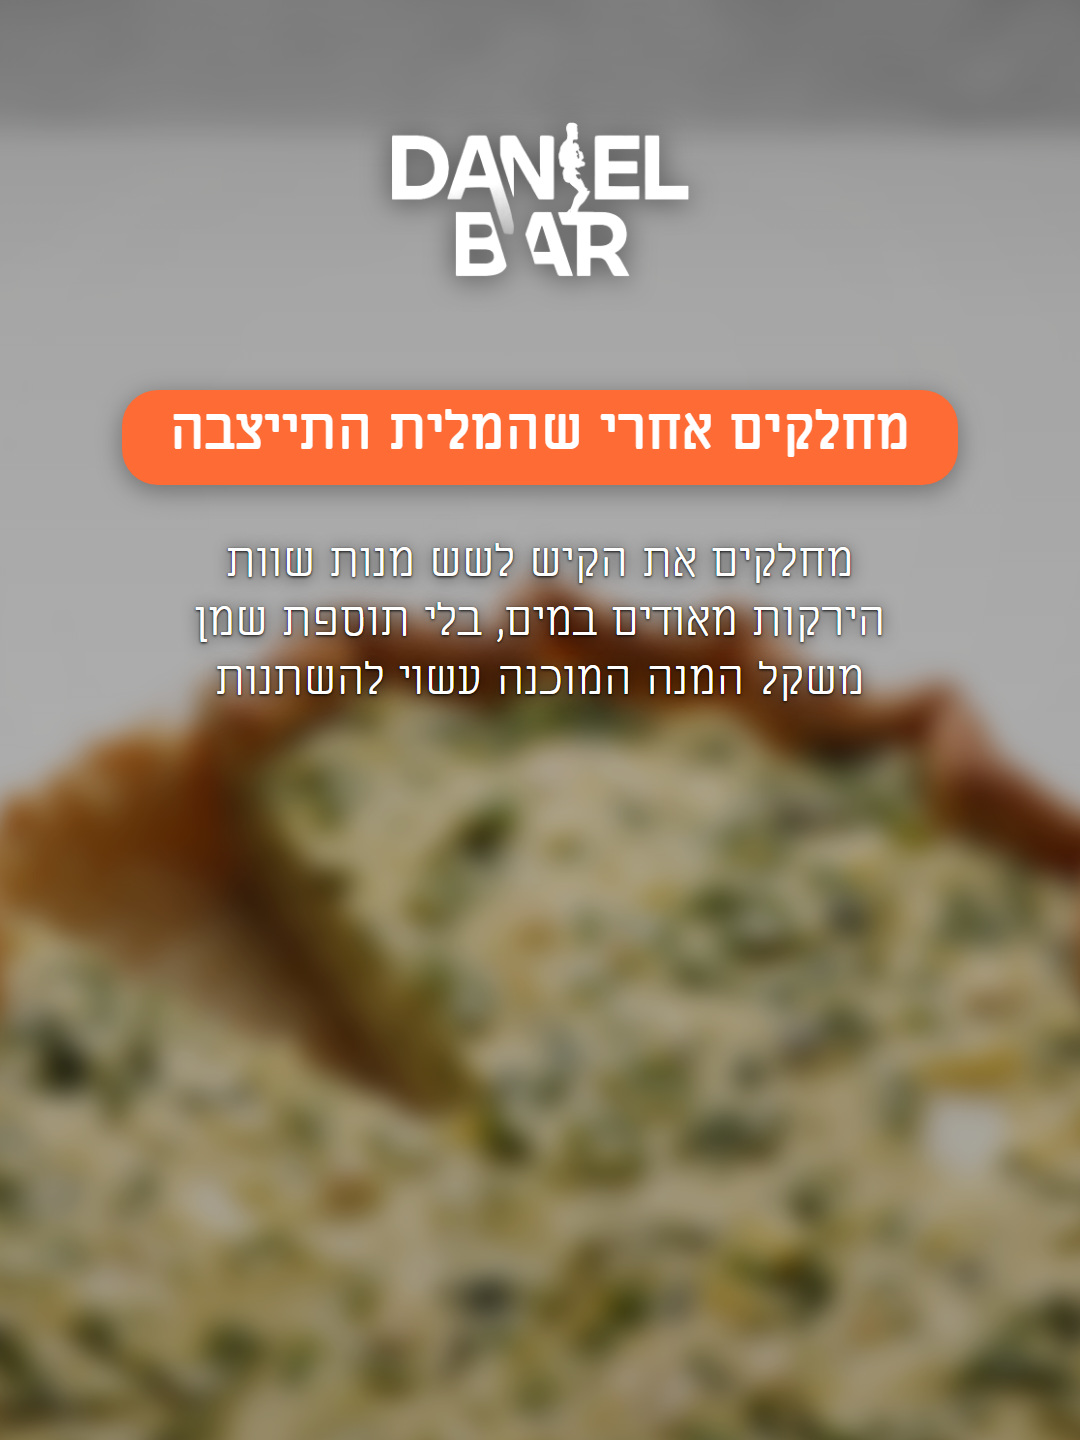 DANIEL
BAR
מחלקים אחרי שהמלית התייצבה
מחלקים את הקיש לשש מנות שוות
הירקות מאודים במים, בלי תוספת שמן
משקל המנה המוכנה עשוי להשתנות